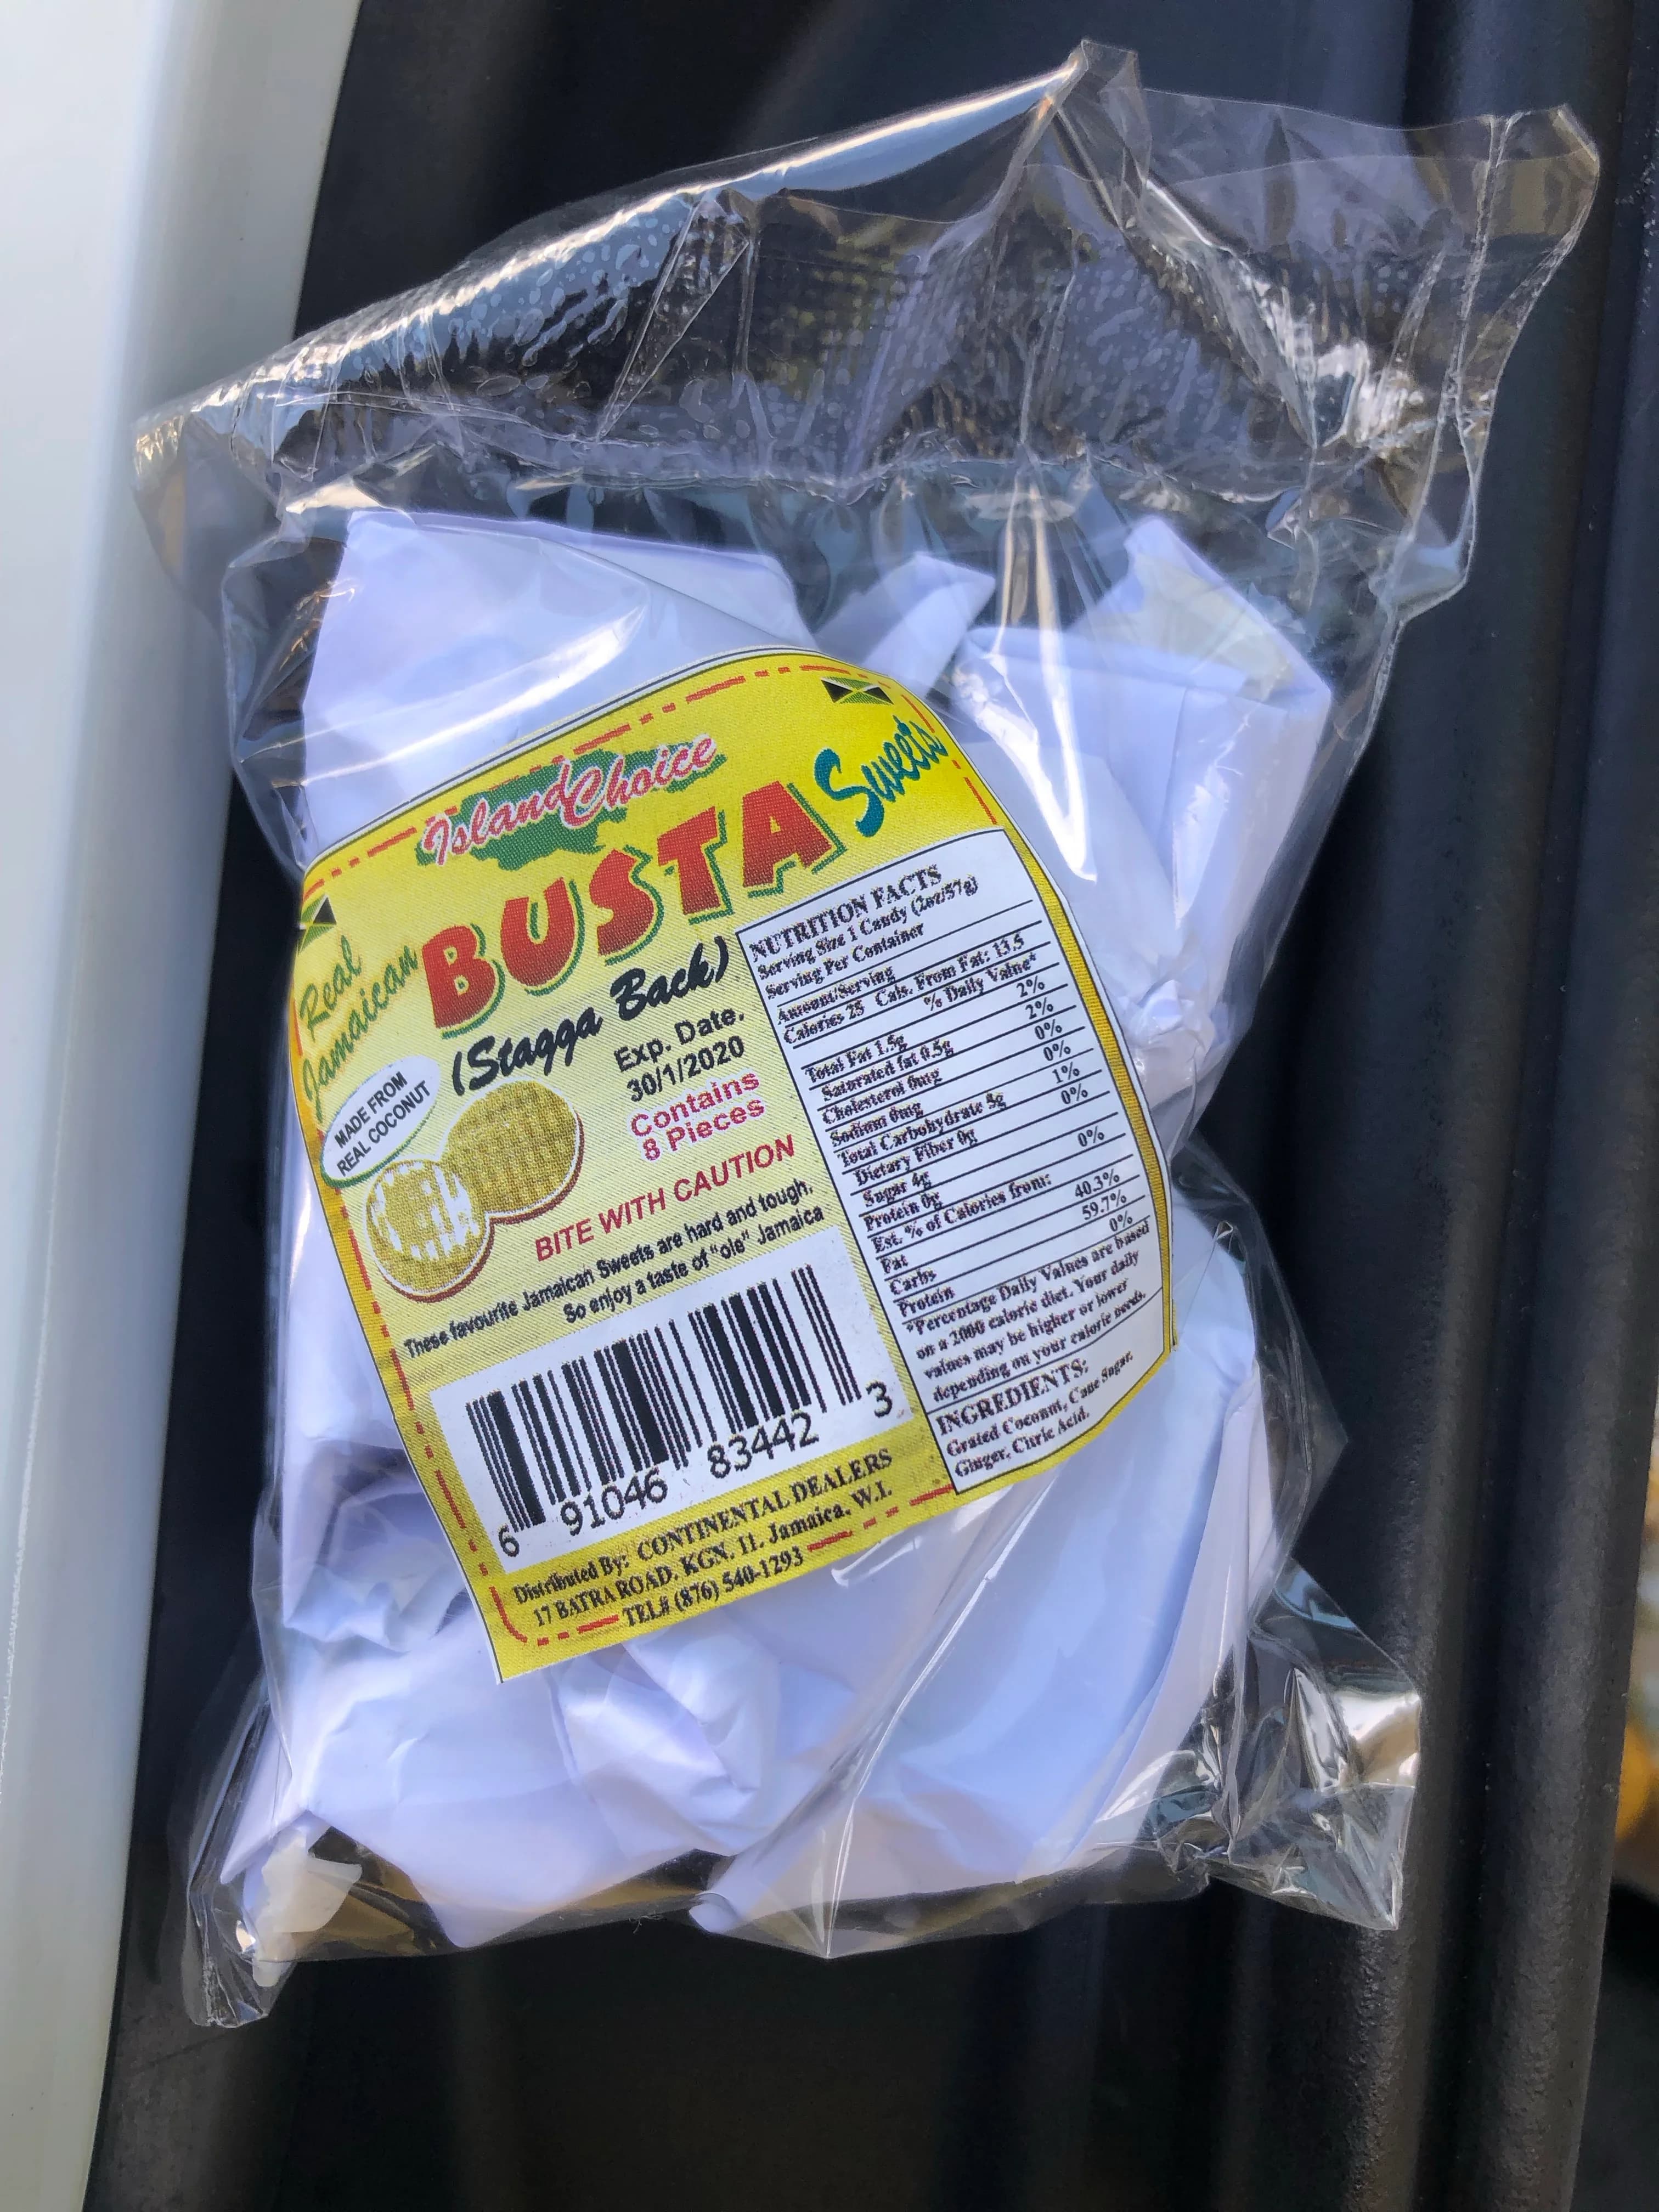 Island Choice
BUSTA Sweets
Real
Jamaican
(Stagga Back)
MADE FROM
REAL COCONUT
Exp. Date.
30/1/2020
Contains
8 Pieces
BITE WITH CAUTION
These favourite Jamaican Sweets are hard and tough.
So enjoy a taste of "ole" Jamaica
6 91046 83442 3
Distributed By: CONTINENTAL DEALERS
17 BATRA ROAD. KGN. 11. Jamaica. W.I.
TEL# (876) 540-1293
NUTRITION FACTS
Serving Size 1 Candy (2oz/57g)
Serving Per Container
Amount/Serving
Calories 25 Cals. From Fat: 13.5
% Daily Value*
Total Fat 1.5g 2%
Saturated fat 0.5g 2%
Cholesterol 0mg 0%
Sodium 0mg 0%
Total Carbohydrate 5g 1%
Dietary Fiber 0g 0%
Sugar 4g
Protein 0g 0%
Est. % of Calories from:
Fat 40.3%
Carbs 59.7%
Protein 0%
*Percentage Daily Values are based
on a 2000 calorie diet. Your daily
values may be higher or lower
depending on your calorie needs.
INGREDIENTS:
Grated Coconut, Cane Sugar.
Ginger, Citric Acid.